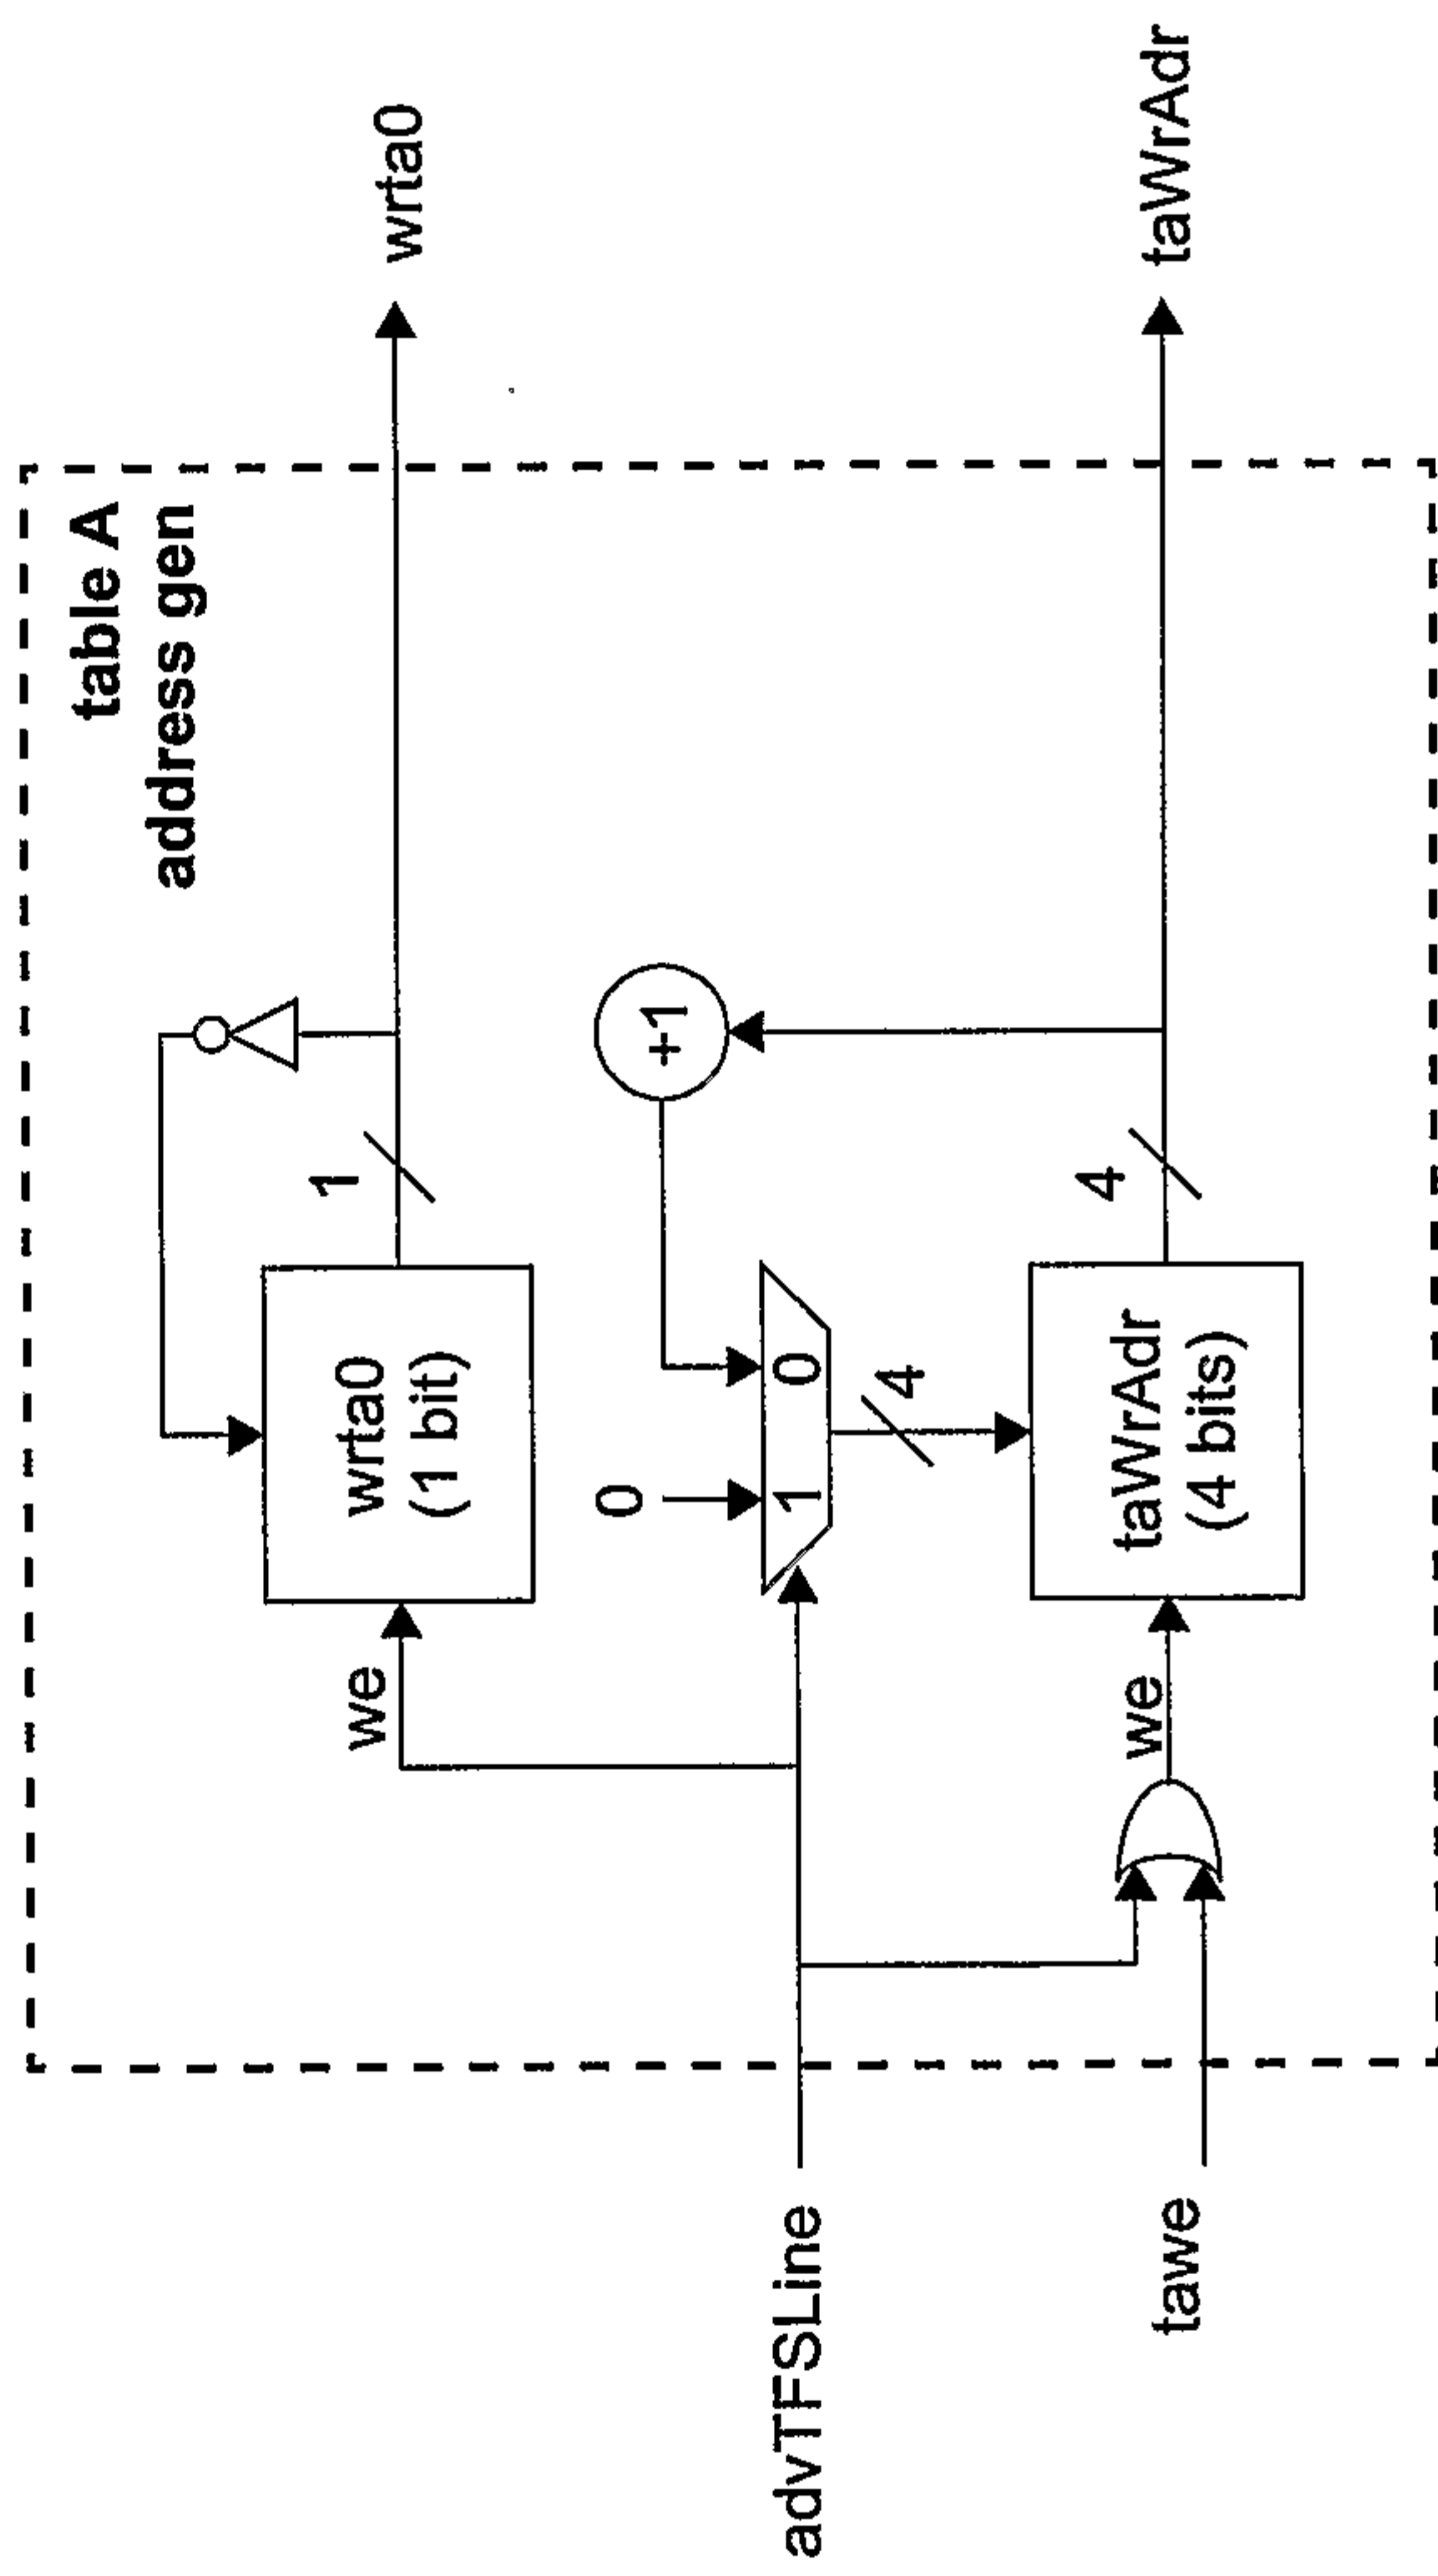 table A
address gen
wrta0
(1 bit)
we
1
wrta0
0
1
0
+1
4
advTFSLine
taWrAdr
(4 bits)
we
4
taWrAdr
tawe